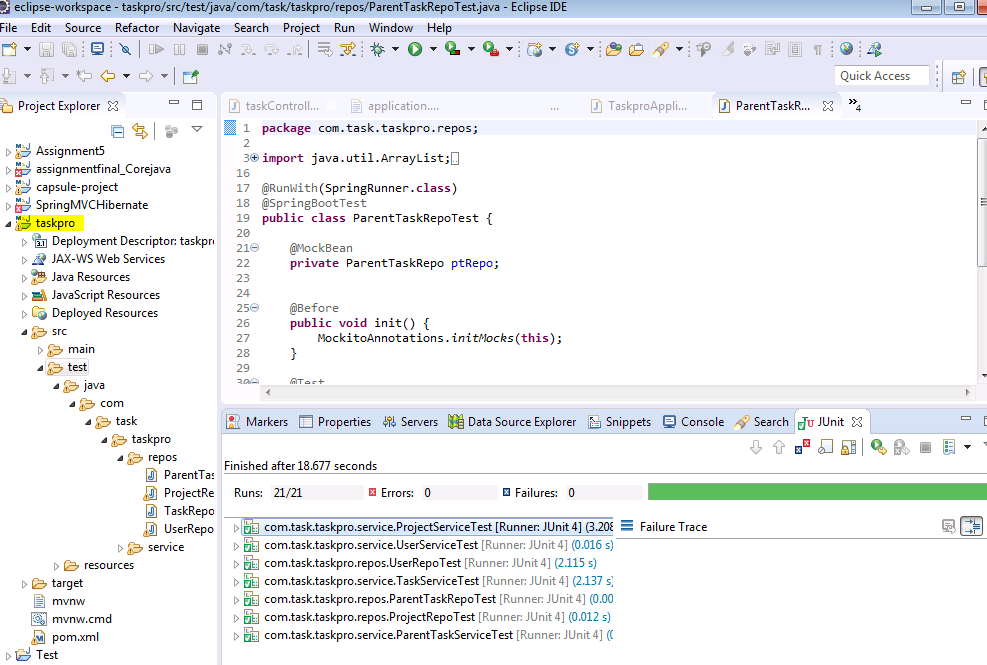 eclipse-workspace - taskpro/src/test/java/com/task/taskpro/repos/ParentTaskRepoTest.java - Eclipse IDE
File Edit Source Refactor Navigate Search Project Run Window Help
Quick Access
Project Explorer
taskControll... application.... ... TaskproAppli... ParentTaskR... »4
Assignment5
assignmentfinal_Corejava
capsule-project
SpringMVCHibernate
taskpro
Deployment Descriptor: taskpro
JAX-WS Web Services
Java Resources
JavaScript Resources
Deployed Resources
src
main
test
java
com
task
taskpro
repos
ParentTas
ProjectRe
TaskRepo
UserRepo
service
resources
target
mvnw
mvnw.cmd
pom.xml
Test
1 package com.task.taskpro.repos;
2
3 import java.util.ArrayList;
16
17 @RunWith(SpringRunner.class)
18 @SpringBootTest
19 public class ParentTaskRepoTest {
20
21 @MockBean
22 private ParentTaskRepo ptRepo;
23
24
25 @Before
26 public void init() {
27 MockitoAnnotations.initMocks(this);
28 }
29
30 @Test
Markers Properties Servers Data Source Explorer Snippets Console Search JUnit
Finished after 18.677 seconds
Runs: 21/21 Errors: 0 Failures: 0
com.task.taskpro.service.ProjectServiceTest [Runner: JUnit 4] (3.208
com.task.taskpro.service.UserServiceTest [Runner: JUnit 4] (0.016 s)
com.task.taskpro.repos.UserRepoTest [Runner: JUnit 4] (2.115 s)
com.task.taskpro.service.TaskServiceTest [Runner: JUnit 4] (2.137 s)
com.task.taskpro.repos.ParentTaskRepoTest [Runner: JUnit 4] (0.00
com.task.taskpro.repos.ProjectRepoTest [Runner: JUnit 4] (0.012 s)
com.task.taskpro.service.ParentTaskServiceTest [Runner: JUnit 4] (0
Failure Trace